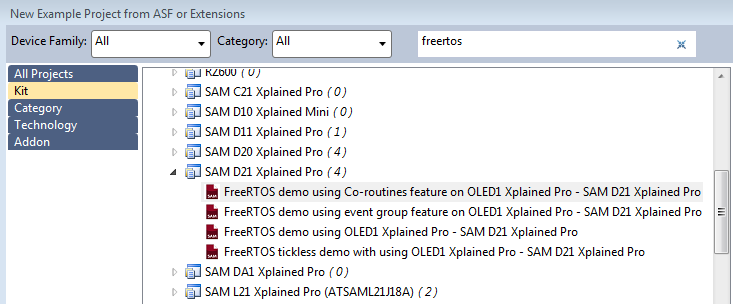 New Example Project from ASF or Extensions
Device Family: All Category: All freertos
All Projects
Kit
Category
Technology
Addon
RZ600 (0)
SAM C21 Xplained Pro (0)
SAM D10 Xplained Mini (0)
SAM D11 Xplained Pro (1)
SAM D20 Xplained Pro (4)
SAM D21 Xplained Pro (4)
FreeRTOS demo using Co-routines feature on OLED1 Xplained Pro - SAM D21 Xplained Pro
FreeRTOS demo using event group feature on OLED1 Xplained Pro - SAM D21 Xplained Pro
FreeRTOS demo using OLED1 Xplained Pro - SAM D21 Xplained Pro
FreeRTOS tickless demo with using OLED1 Xplained Pro - SAM D21 Xplained Pro
SAM DA1 Xplained Pro (0)
SAM L21 Xplained Pro (ATSAML21J18A) (2)